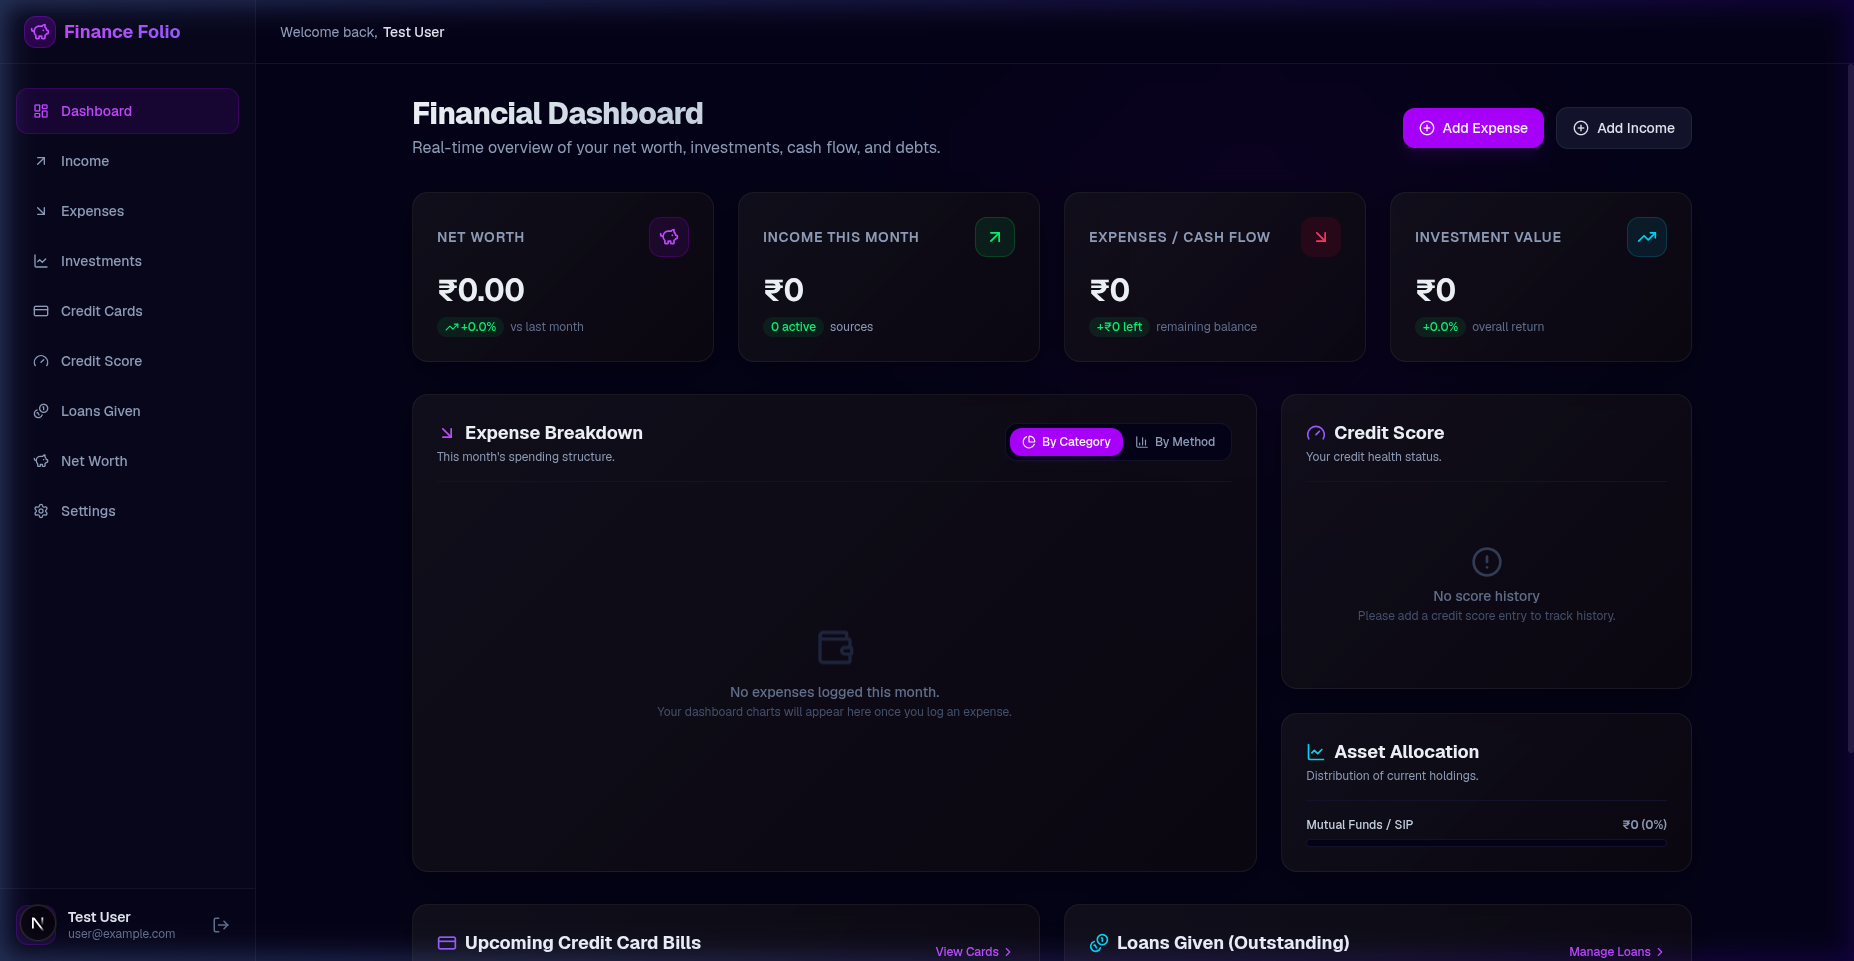 Finance Folio
Welcome back, Test User
Dashboard
Income
Expenses
Investments
Credit Cards
Credit Score
Loans Given
Net Worth
Settings
Test User
user@example.com
N
Financial Dashboard
Real-time overview of your net worth, investments, cash flow, and debts.
Add Expense
Add Income
NET WORTH
₹0.00
+0.0% vs last month
INCOME THIS MONTH
₹0
0 active sources
EXPENSES / CASH FLOW
₹0
+₹0 left remaining balance
INVESTMENT VALUE
₹0
+0.0% overall return
Expense Breakdown
This month's spending structure.
By Category
By Method
No expenses logged this month.
Your dashboard charts will appear here once you log an expense.
Credit Score
Your credit health status.
No score history
Please add a credit score entry to track history.
Asset Allocation
Distribution of current holdings.
Mutual Funds / SIP ₹0 (0%)
Upcoming Credit Card Bills
View Cards
Loans Given (Outstanding)
Manage Loans